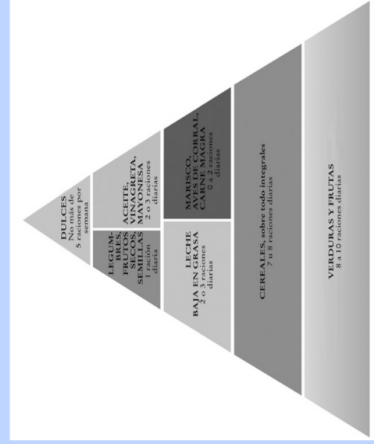 DULCES
No más de
5 raciones por
semana
LEGUM-
BRES,
FRUTOS
SECOS,
SEMILLAS
1 ración
diaria
ACEITE,
VINAGRETA,
MAYONESA
2 o 3 raciones
diarias
LECHE
BAJA EN GRASA
2 o 3 raciones
diarias
MARISCO,
AVES DE CORRAL,
CARNE MAGRA
0 a 2 raciones
diarias
CEREALES, sobre todo integrales
7 u 8 raciones diarias
VERDURAS Y FRUTAS
8 a 10 raciones diarias